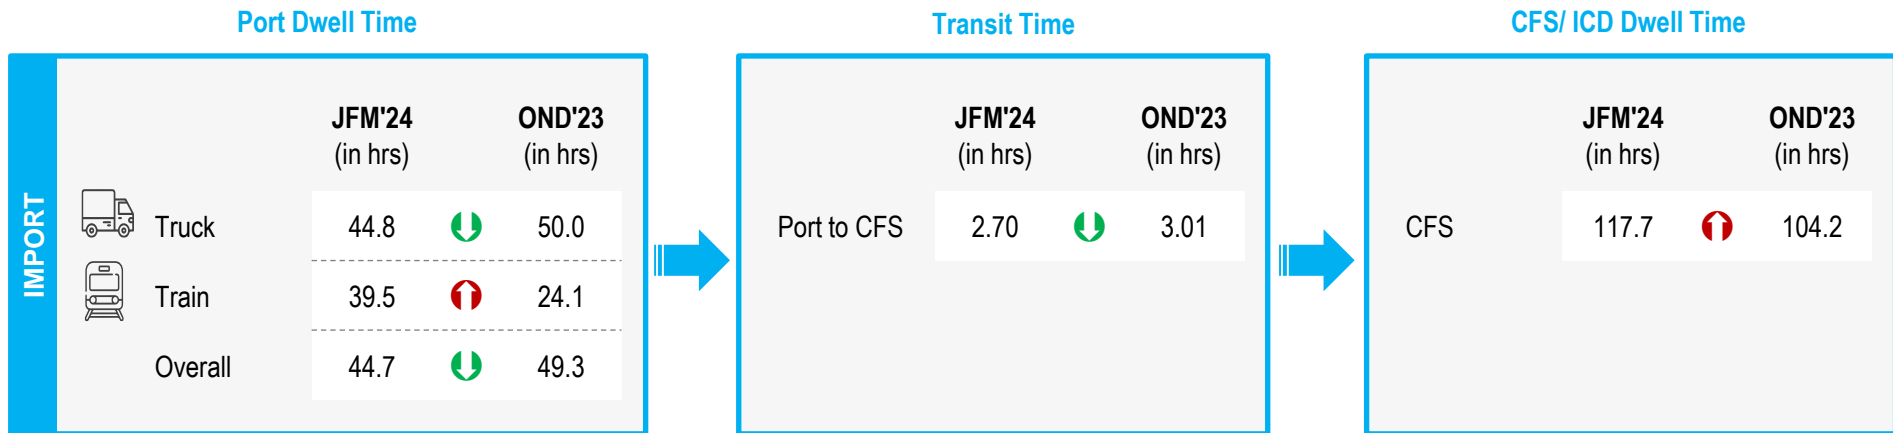 Port Dwell Time
Transit Time
CFS/ ICD Dwell Time
IMPORT
JFM'24 OND'23
(in hrs) (in hrs)
Truck 44.8 50.0
Train 39.5 24.1
Overall 44.7 49.3
JFM'24 OND'23
(in hrs) (in hrs)
Port to CFS 2.70 3.01
JFM'24 OND'23
(in hrs) (in hrs)
CFS 117.7 104.2